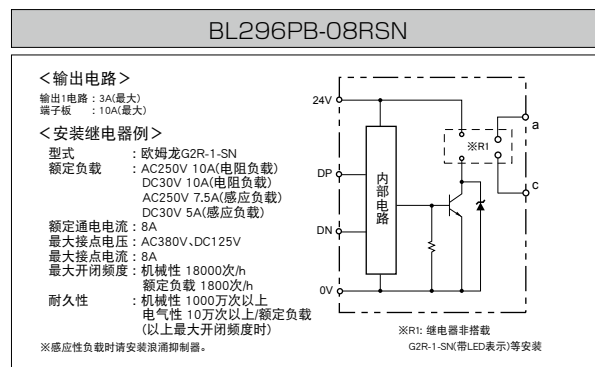 BL296PB-08RSN
＜输出电路＞
输出1电路：3A(最大)
端子板　：10A(最大)
＜安装继电器例＞
型式　　　：欧姆龙G2R-1-SN
额定负载　：AC250V 10A(电阻负载)
DC30V 10A(电阻负载)
AC250V 7.5A(感应负载)
DC30V 5A(感应负载)
额定通电电流：8A
最大接点电压：AC380V、DC125V
最大接点电流：8A
最大开闭频度：机械性 18000次/h
额定负载 1800次/h
耐久性　　：机械性 1000万次以上
电气性 10万次以上/额定负载
(以上最大开闭频度时)
※感应性负载时请安装浪涌抑制器。
24V
DP
DN
0V
内部电路
※R1
a
c
※R1: 继电器非搭载
G2R-1-SN(带LED表示)等安装